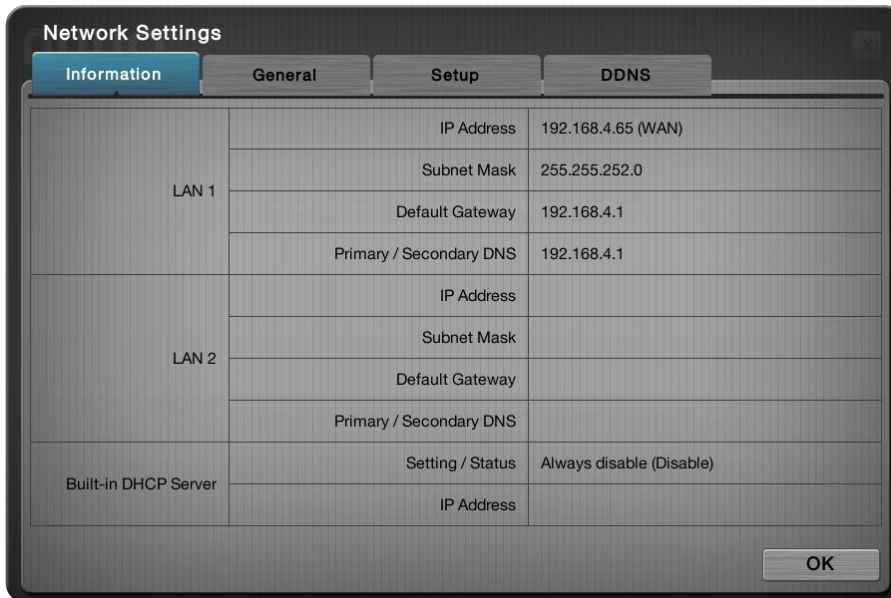 Network Settings
Information
General
Setup
DDNS
LAN 1
IP Address
192.168.4.65 (WAN)
Subnet Mask
255.255.252.0
Default Gateway
192.168.4.1
Primary / Secondary DNS
192.168.4.1
LAN 2
IP Address
Subnet Mask
Default Gateway
Primary / Secondary DNS
Built-in DHCP Server
Setting / Status
Always disable (Disable)
IP Address
OK